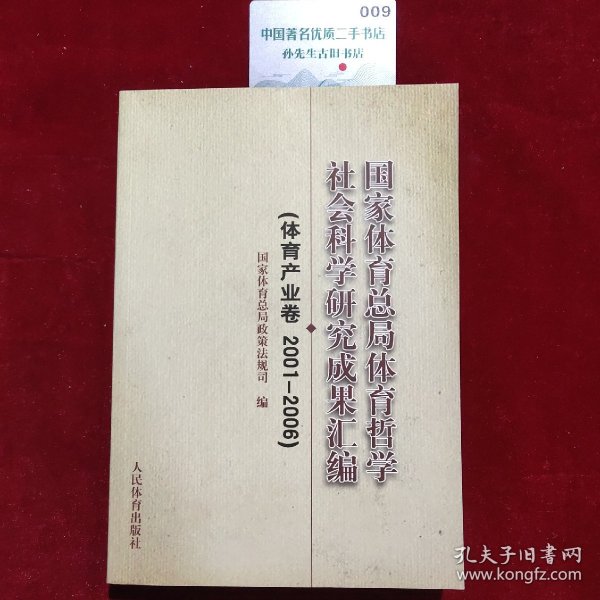 009
中国著名优质二手书店
孙先生古旧书店
国家体育总局体育哲学
社会科学研究成果汇编
(体育产业卷 2001—2006)
国家体育总局政策法规司 编
人民体育出版社
孔夫子旧书网
www.kongfz.com